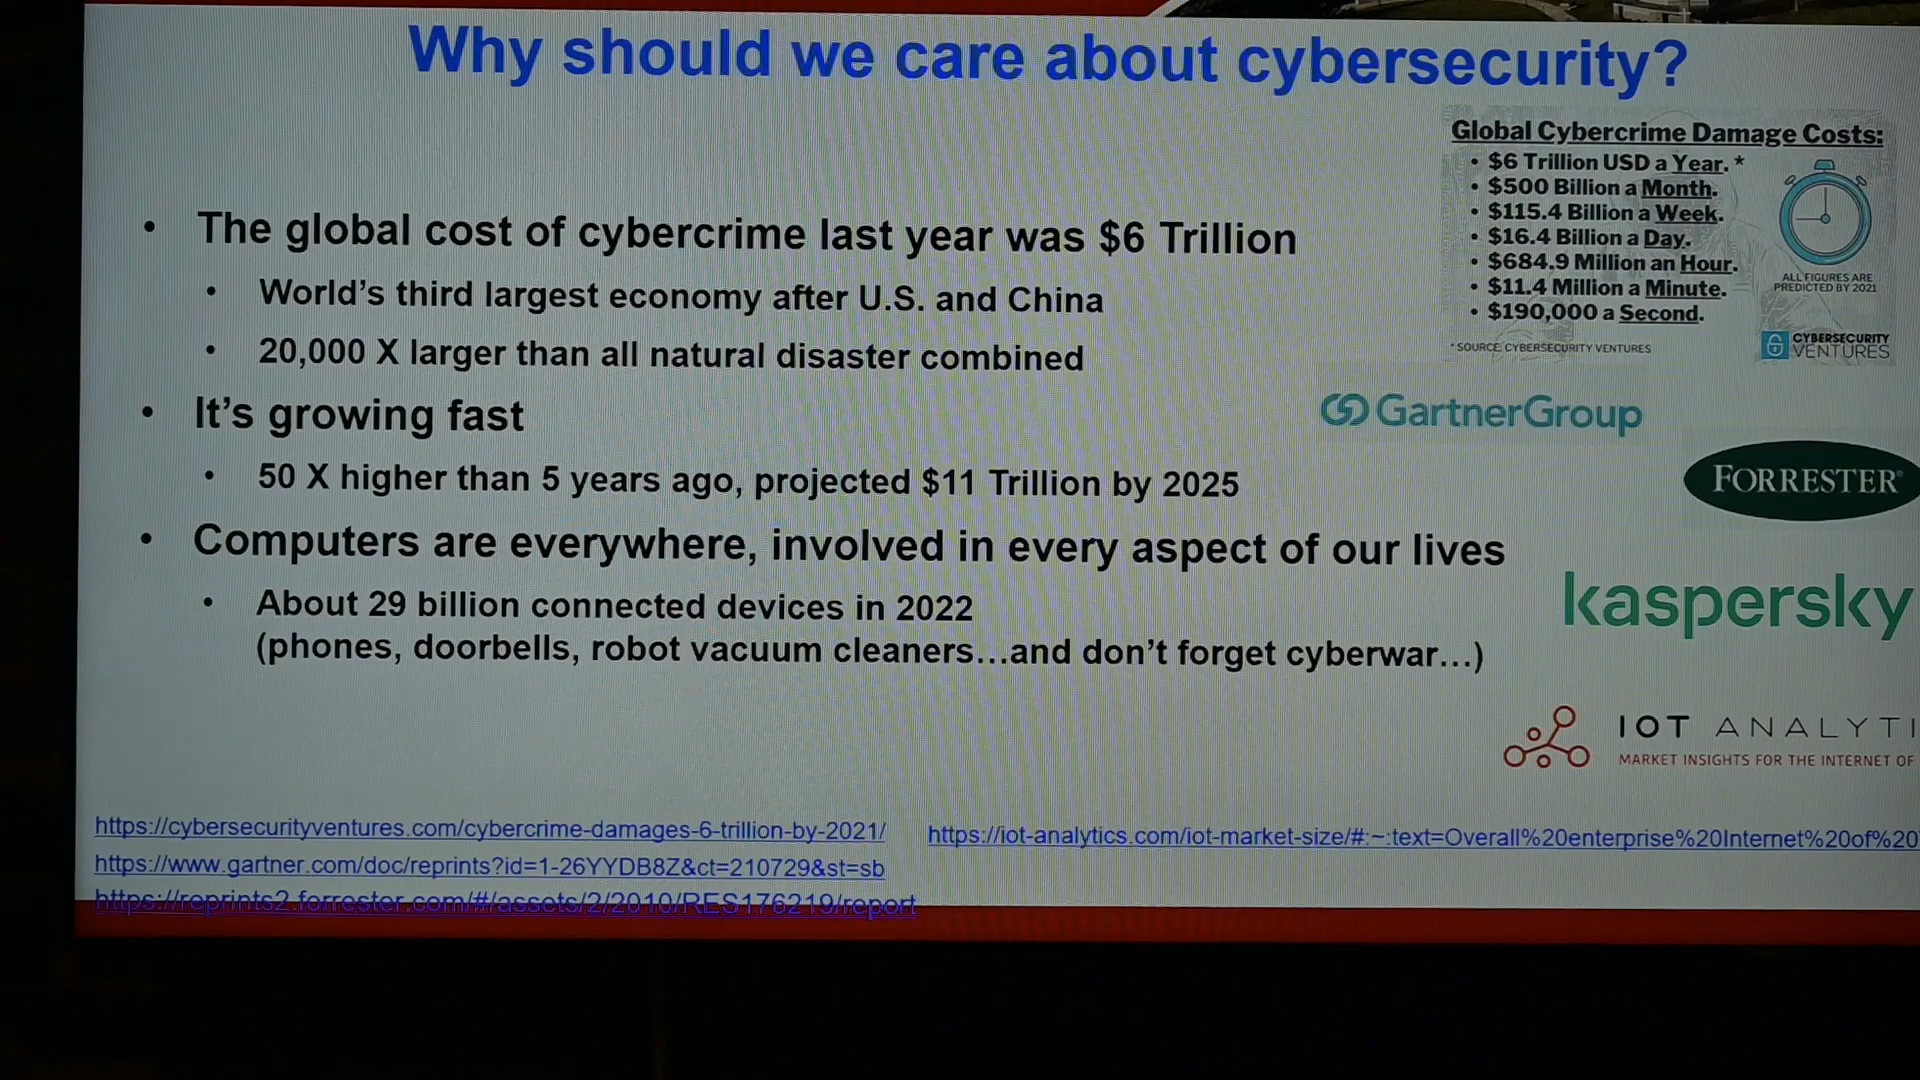 Why should we care about cybersecurity?
Global Cybercrime Damage Costs:
• $6 Trillion USD a Year. *
• $500 Billion a Month.
• $115.4 Billion a Week.
• $16.4 Billion a Day.
• $684.9 Million an Hour.
• $11.4 Million a Minute.
• $190,000 a Second.
ALL FIGURES ARE
PREDICTED BY 2021
* SOURCE: CYBERSECURITY VENTURES
CYBERSECURITY
VENTURES
• The global cost of cybercrime last year was $6 Trillion
• World's third largest economy after U.S. and China
• 20,000 X larger than all natural disaster combined
• It's growing fast
• 50 X higher than 5 years ago, projected $11 Trillion by 2025
• Computers are everywhere, involved in every aspect of our lives
• About 29 billion connected devices in 2022
(phones, doorbells, robot vacuum cleaners…and don't forget cyberwar…)
GartnerGroup
FORRESTER®
kaspersky
IOT ANALYTI
MARKET INSIGHTS FOR THE INTERNET OF
https://cybersecurityventures.com/cybercrime-damages-6-trillion-by-2021/
https://iot-analytics.com/iot-market-size/#:~:text=Overall%20enterprise%20Internet%20of%20
https://www.gartner.com/doc/reprints?id=1-26YYDB8Z&ct=210729&st=sb
https://reprints2.forrester.com/#/assets/2/2010/RES176219/report